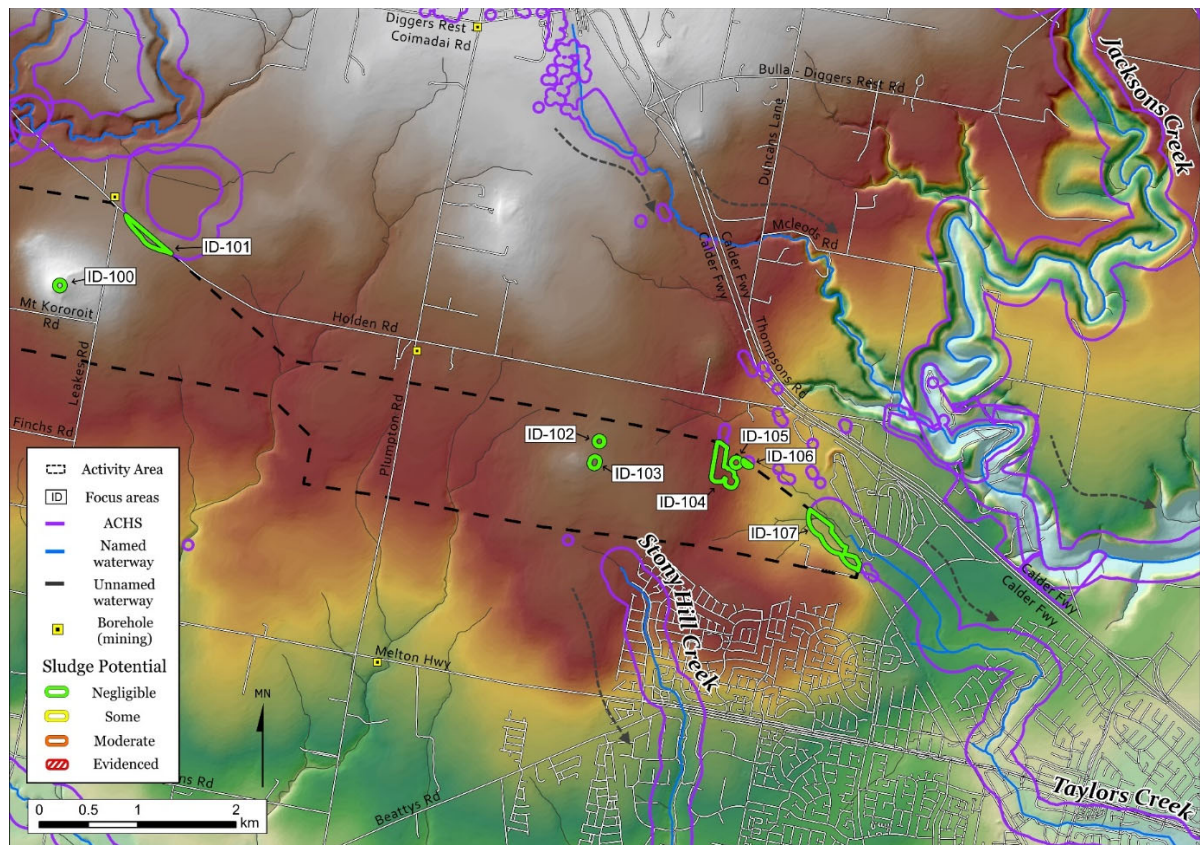 Diggers Rest -
Coimadai Rd
Bulla - Diggers Rest Rd
Jacksons Creek
Duncans Lane
Mcleods Rd
Calder Fwy
Calder Fwy
ID-101
ID-100
Mt Kororoit
Rd
Leakes Rd
Holden Rd
Thompsons Rd
Finchs Rd
Plumpton Rd
ID-102
ID-103
ID-105
ID-106
ID-104
ID-107
Stony Hill Creek
Calder Fwy
Calder Fwy
Melton Hwy
Beattys Rd
Taylors Creek
ns Rd
Activity Area
ID
Focus areas
ACHS
Named
waterway
Unnamed
waterway
Borehole
(mining)
Sludge Potential
Negligible
Some
Moderate
Evidenced
MN
0 0.5 1 2
km